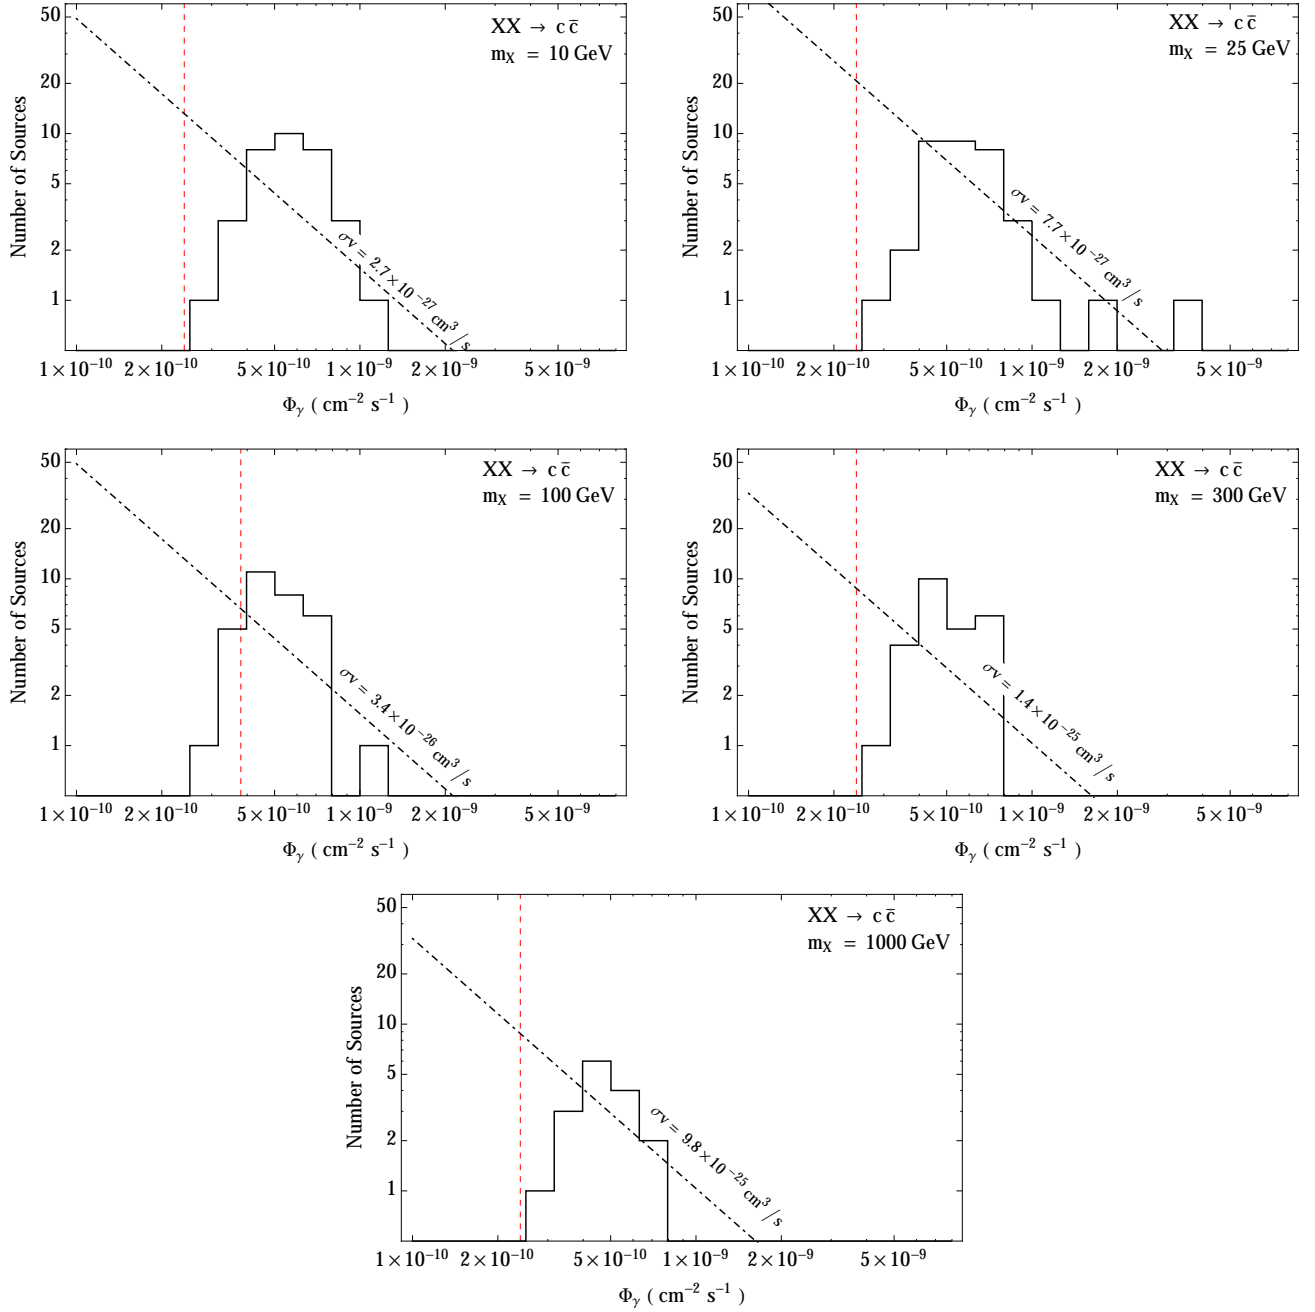 XX → c c̄
m_X = 10 GeV
50
20
10
5
2
1
Number of Sources
σv = 2.7×10⁻²⁷ cm³/s
1×10⁻¹⁰ 2×10⁻¹⁰ 5×10⁻¹⁰ 1×10⁻⁹ 2×10⁻⁹ 5×10⁻⁹
Φ_γ ( cm⁻² s⁻¹ )
XX → c c̄
m_X = 25 GeV
50
20
10
5
2
1
Number of Sources
σv = 7.7×10⁻²⁷ cm³/s
1×10⁻¹⁰ 2×10⁻¹⁰ 5×10⁻¹⁰ 1×10⁻⁹ 2×10⁻⁹ 5×10⁻⁹
Φ_γ ( cm⁻² s⁻¹ )
XX → c c̄
m_X = 100 GeV
50
20
10
5
2
1
Number of Sources
σv = 3.4×10⁻²⁶ cm³/s
1×10⁻¹⁰ 2×10⁻¹⁰ 5×10⁻¹⁰ 1×10⁻⁹ 2×10⁻⁹ 5×10⁻⁹
Φ_γ ( cm⁻² s⁻¹ )
XX → c c̄
m_X = 300 GeV
50
20
10
5
2
1
Number of Sources
σv = 1.4×10⁻²⁵ cm³/s
1×10⁻¹⁰ 2×10⁻¹⁰ 5×10⁻¹⁰ 1×10⁻⁹ 2×10⁻⁹ 5×10⁻⁹
Φ_γ ( cm⁻² s⁻¹ )
XX → c c̄
m_X = 1000 GeV
50
20
10
5
2
1
Number of Sources
σv = 9.8×10⁻²⁵ cm³/s
1×10⁻¹⁰ 2×10⁻¹⁰ 5×10⁻¹⁰ 1×10⁻⁹ 2×10⁻⁹ 5×10⁻⁹
Φ_γ ( cm⁻² s⁻¹ )